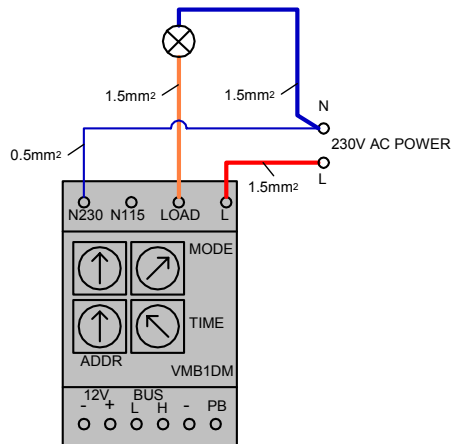 1.5mm²
1.5mm²
N
230V AC POWER
0.5mm²
L
1.5mm²
N230 N115 LOAD L
MODE
TIME
ADDR
VMB1DM
12V BUS
- + L H - PB